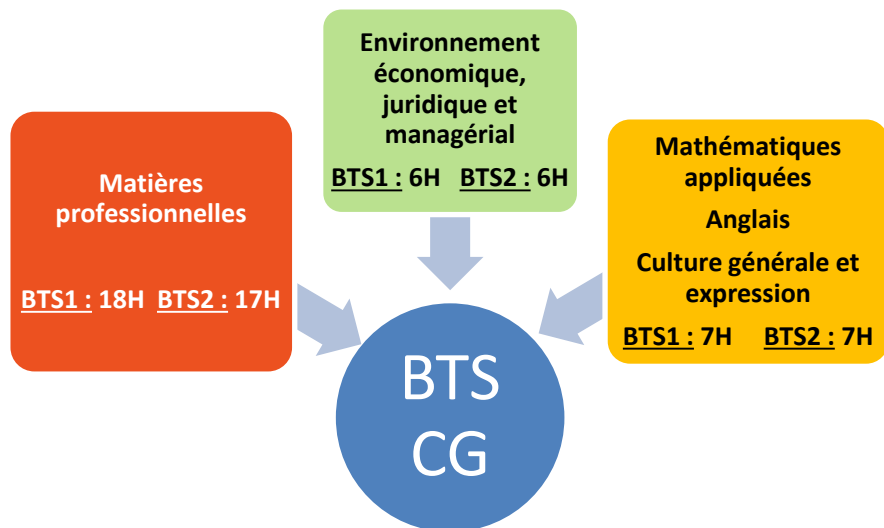 Matières
professionnelles
BTS1 : 18H BTS2 : 17H
Environnement
économique,
juridique et
managérial
BTS1 : 6H BTS2 : 6H
Mathématiques
appliquées
Anglais
Culture générale et
expression
BTS1 : 7H BTS2 : 7H
BTS
CG